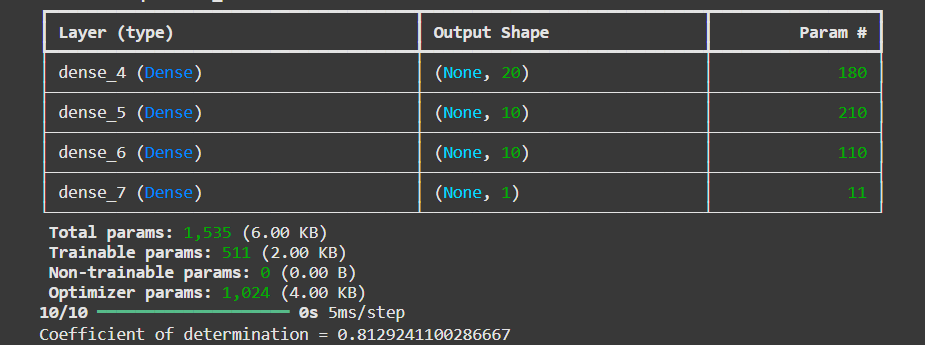 Layer (type) Output Shape Param #
dense_4 (Dense) (None, 20) 180
dense_5 (Dense) (None, 10) 210
dense_6 (Dense) (None, 10) 110
dense_7 (Dense) (None, 1) 11
Total params: 1,535 (6.00 KB)
Trainable params: 511 (2.00 KB)
Non-trainable params: 0 (0.00 B)
Optimizer params: 1,024 (4.00 KB)
10/10 ━━━━━━━━━━━━━━━━━━━━ 0s 5ms/step
Coefficient of determination = 0.8129241100286667